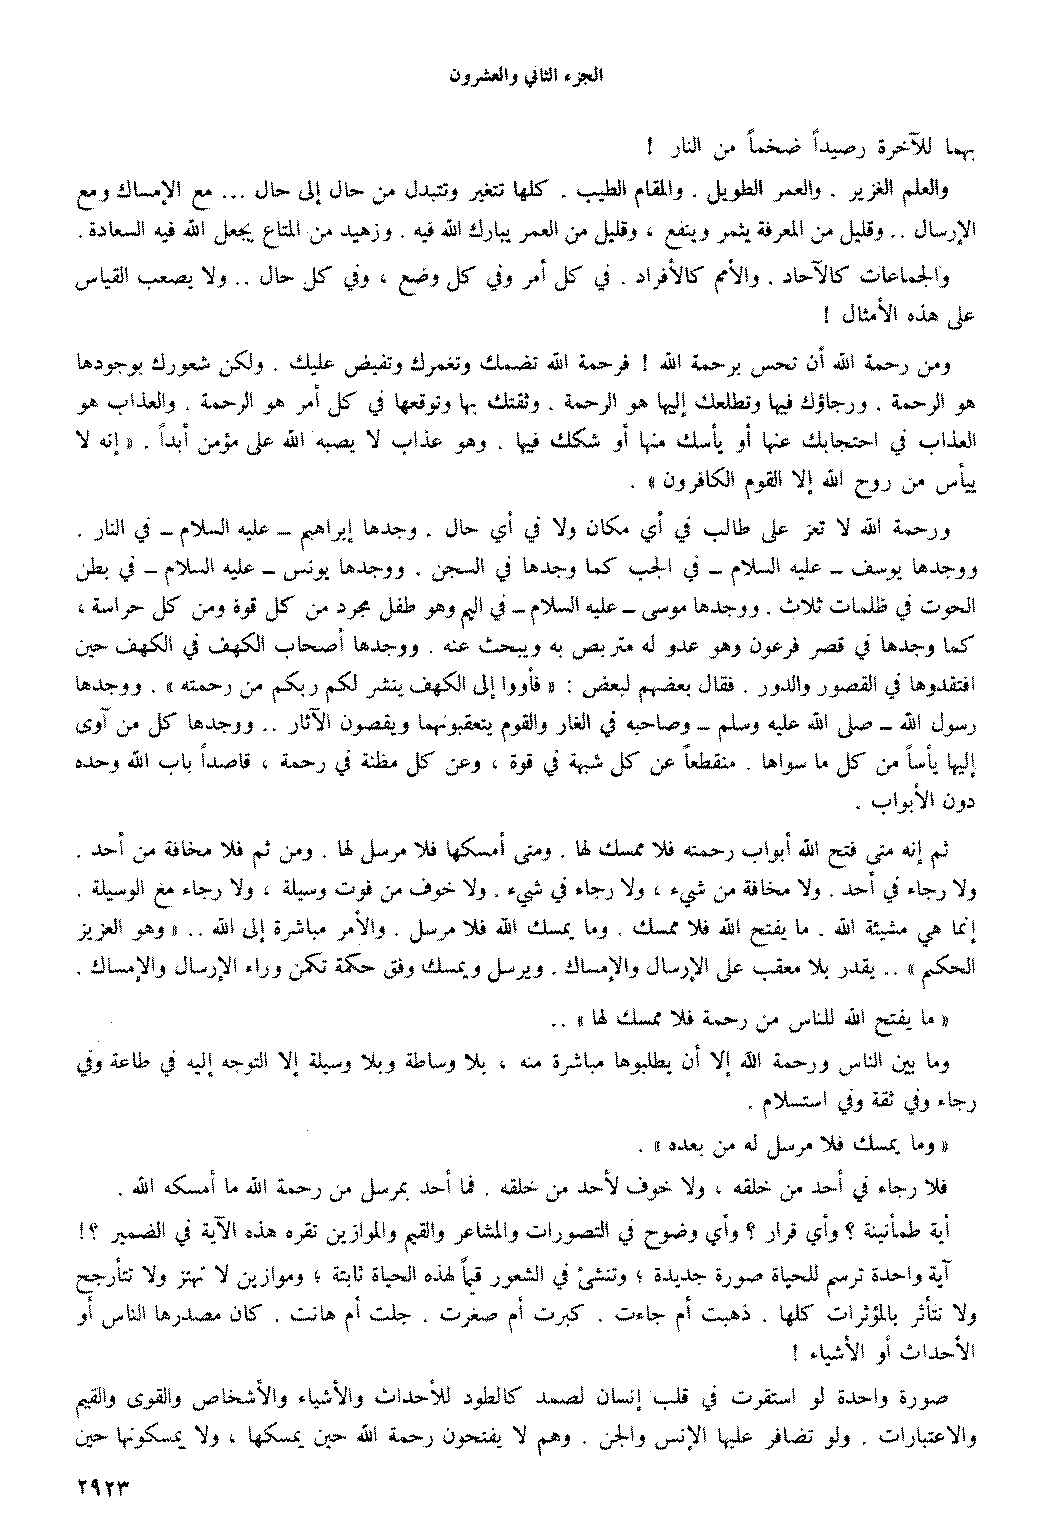 الجزء الثاني والعشرون
بهما للآخرة رصيداً ضخماً من النار !
والعلم الغزير . والعمر الطويل . والمقام الطيب . كلها تتغير وتتبدل من حال إلى حال ... مع الإمساك ومع
الإرسال .. وقليل من المعرفة يثمر وينفع ، وقليل من العمر يبارك الله فيه . وزهيد من المتاع يجعل الله فيه السعادة .
والجماعات كالآحاد . والأمم كالأفراد . في كل أمر وفي كل وضع ، وفي كل حال .. ولا يصعب القياس
على هذه الأمثال !
ومن رحمة الله أن تحس برحمة الله ! فرحمة الله تضمك وتغمرك وتفيض عليك . ولكن شعورك بوجودها
هو الرحمة . ورجاؤك فيها وتطلعك إليها هو الرحمة . وثقتك بها وتوقعها في كل أمر هو الرحمة . والعذاب هو
العذاب في احتجابك عنها أو يأسك منها أو شكك فيها . وهو عذاب لا يصبه الله على مؤمن أبداً . « إنه لا
ييأس من روح الله إلا القوم الكافرون » .
ورحمة الله لا تعز على طالب في أي مكان ولا في أي حال . وجدها إبراهيم – عليه السلام – في النار .
ووجدها يوسف – عليه السلام – في الجب كما وجدها في السجن . ووجدها يونس – عليه السلام – في بطن
الحوت في ظلمات ثلاث . ووجدها موسى – عليه السلام – في اليم وهو طفل مجرد من كل قوة ومن كل حراسة ،
كما وجدها في قصر فرعون وهو عدو له متربص به ويبحث عنه . ووجدها أصحاب الكهف في الكهف حين
افتقدوها في القصور والدور . فقال بعضهم لبعض : « فأووا إلى الكهف ينشر لكم ربكم من رحمته » . ووجدها
رسول الله – صلى الله عليه وسلم – وصاحبه في الغار والقوم يتعقبونهما ويقصون الآثار .. ووجدها كل من آوى
إليها يأساً من كل ما سواها . منقطعاً عن كل شبهة في قوة ، وعن كل مظنة في رحمة ، قاصداً باب الله وحده
دون الأبواب .
ثم إنه متى فتح الله أبواب رحمته فلا ممسك لها . ومتى أمسكها فلا مرسل لها . ومن ثم فلا مخافة من أحد .
ولا رجاء في أحد . ولا مخافة من شيء ، ولا رجاء في شيء . ولا خوف من فوت وسيلة ، ولا رجاء مع الوسيلة .
إنما هي مشيئة الله . ما يفتح الله فلا ممسك . وما يمسك الله فلا مرسل . والأمر مباشرة إلى الله .. « وهو العزيز
الحكيم » .. يقدر بلا معقب على الإرسال والإمساك . ويرسل ويمسك وفق حكمة تكمن وراء الإرسال والإمساك .
« ما يفتح الله للناس من رحمة فلا ممسك لها » ..
وما بين الناس ورحمة الله إلا أن يطلبوها مباشرة منه ، بلا وساطة وبلا وسيلة إلا التوجه إليه في طاعة وفي
رجاء وفي ثقة وفي استسلام .
« وما يمسك فلا مرسل له من بعده » .
فلا رجاء في أحد من خلقه ، ولا خوف لأحد من خلقه . فما أحد بمرسل من رحمة الله ما أمسكه الله .
أية طمأنينة ؟ وأي قرار ؟ وأي وضوح في التصورات والمشاعر والقيم والموازين تقره هذه الآية في الضمير ؟!
آية واحدة ترسم للحياة صورة جديدة ؛ وتنشئ في الشعور قيماً لهذه الحياة ثابتة ؛ وموازين لا تهتز ولا تتأرجح
ولا تتأثر بالمؤثرات كلها . ذهبت أم جاءت . كبرت أم صغرت . جلت أم هانت . كان مصدرها الناس أو
الأحداث أو الأشياء !
صورة واحدة لو استقرت في قلب إنسان لصمد كالطود للأحداث والأشياء والأشخاص والقوى والقيم
والاعتبارات . ولو تضافر عليها الإنس والجن . وهم لا يفتحون رحمة الله حين يمسكها ، ولا يمسكونها حين
٢٩٢٣